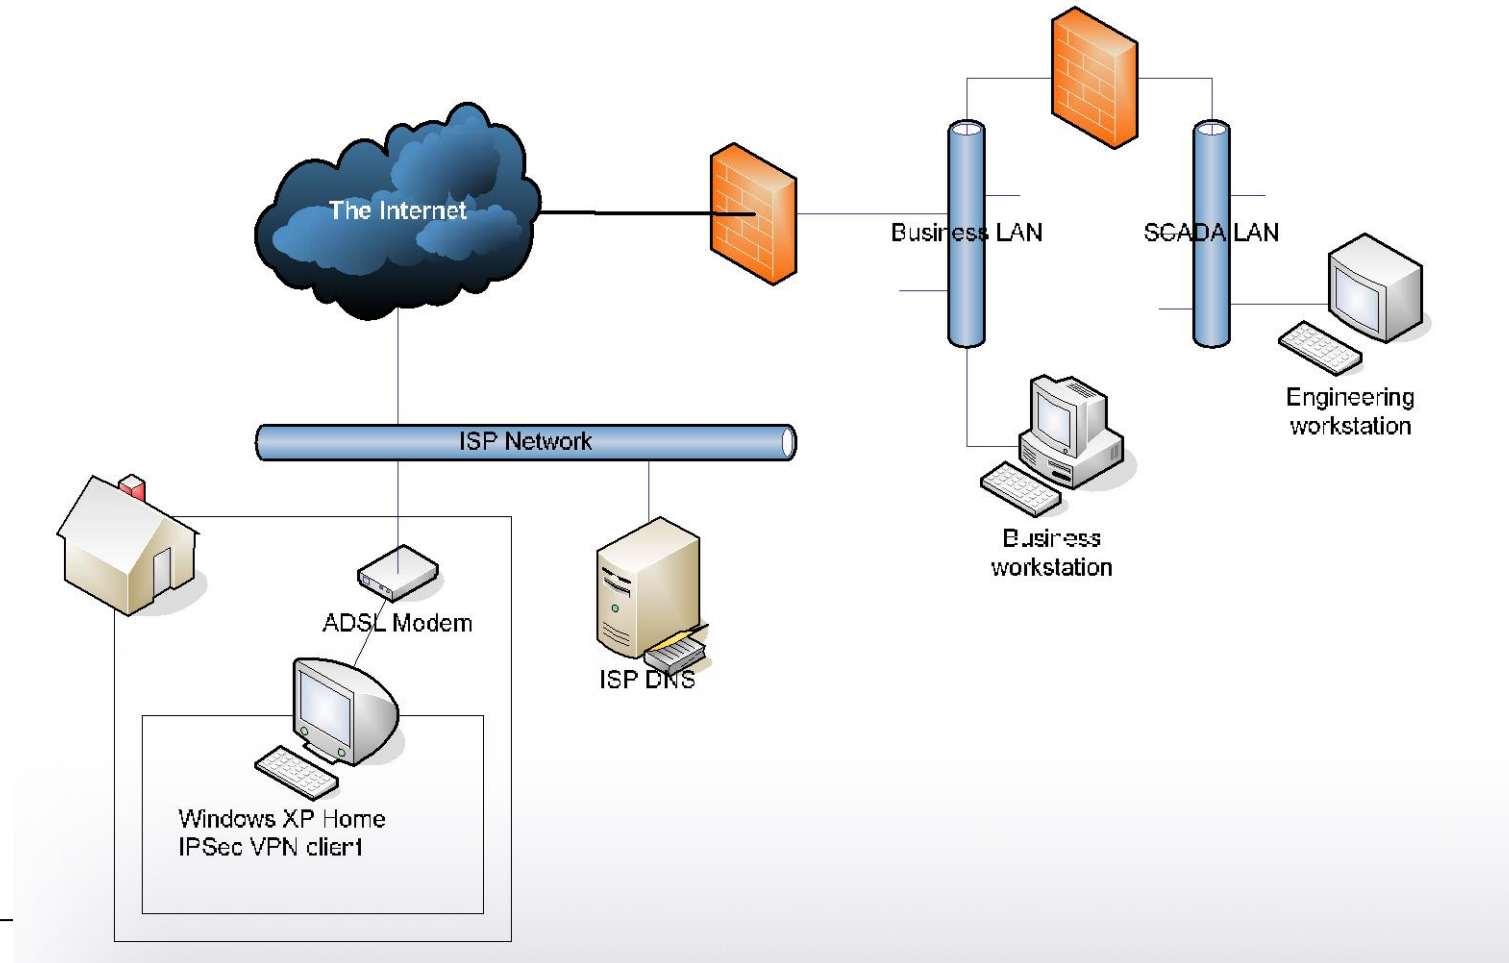 The Internet
Business LAN
SCADA LAN
Engineering
workstation
ISP Network
Business
workstation
ADSL Modem
ISP DNS
Windows XP Home
IPSec VPN client